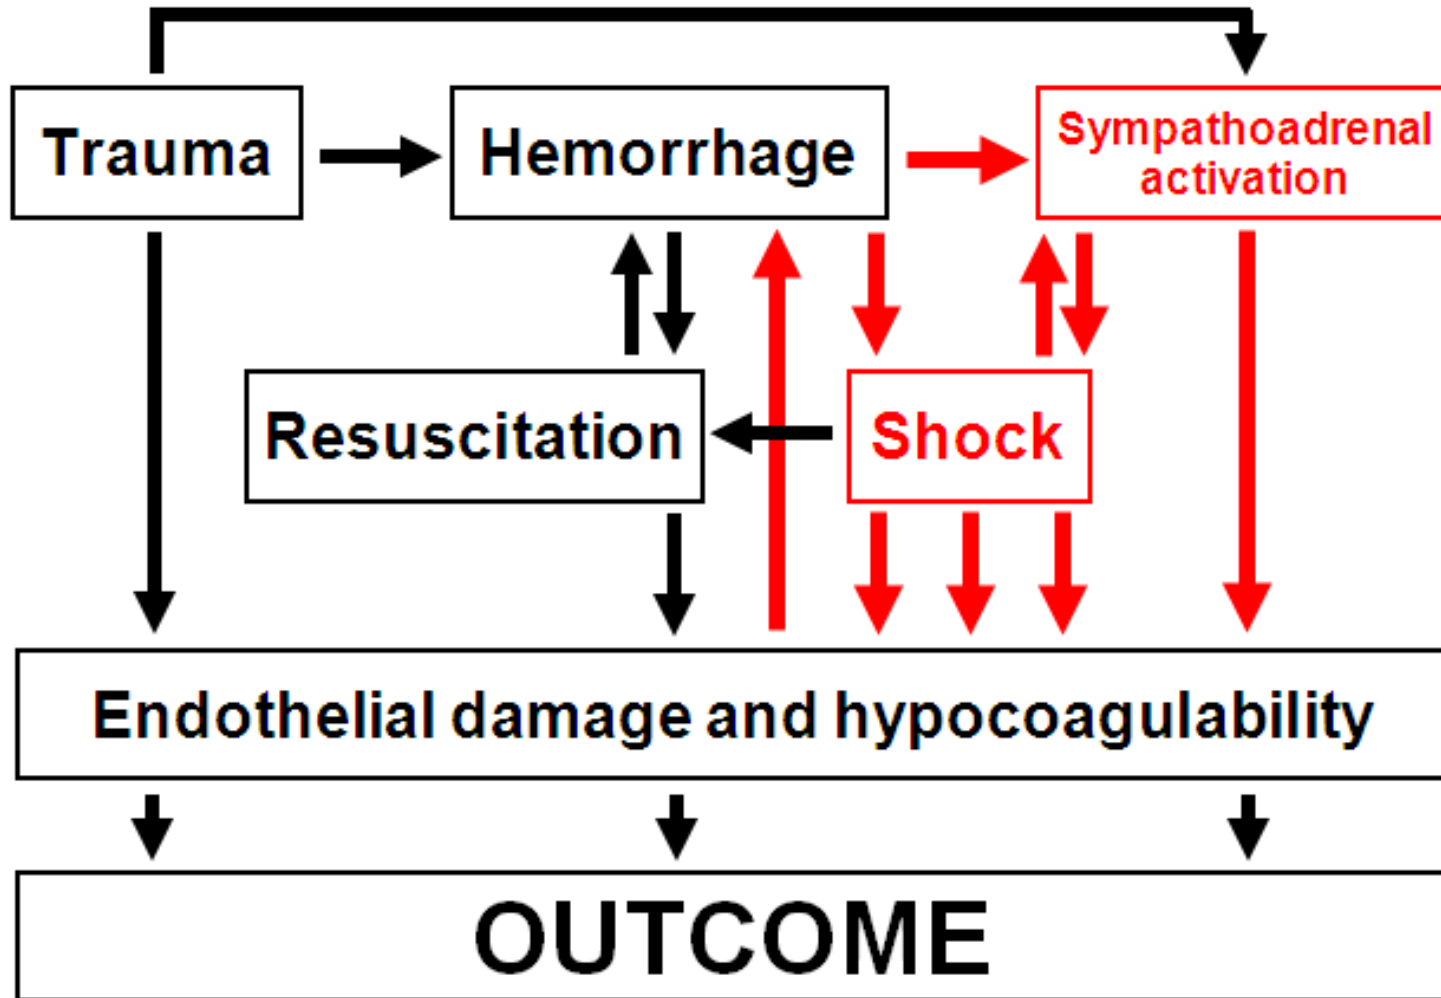 Trauma
Hemorrhage
Sympathoadrenal
activation
Resuscitation
Shock
Endothelial damage and hypocoagulability
OUTCOME